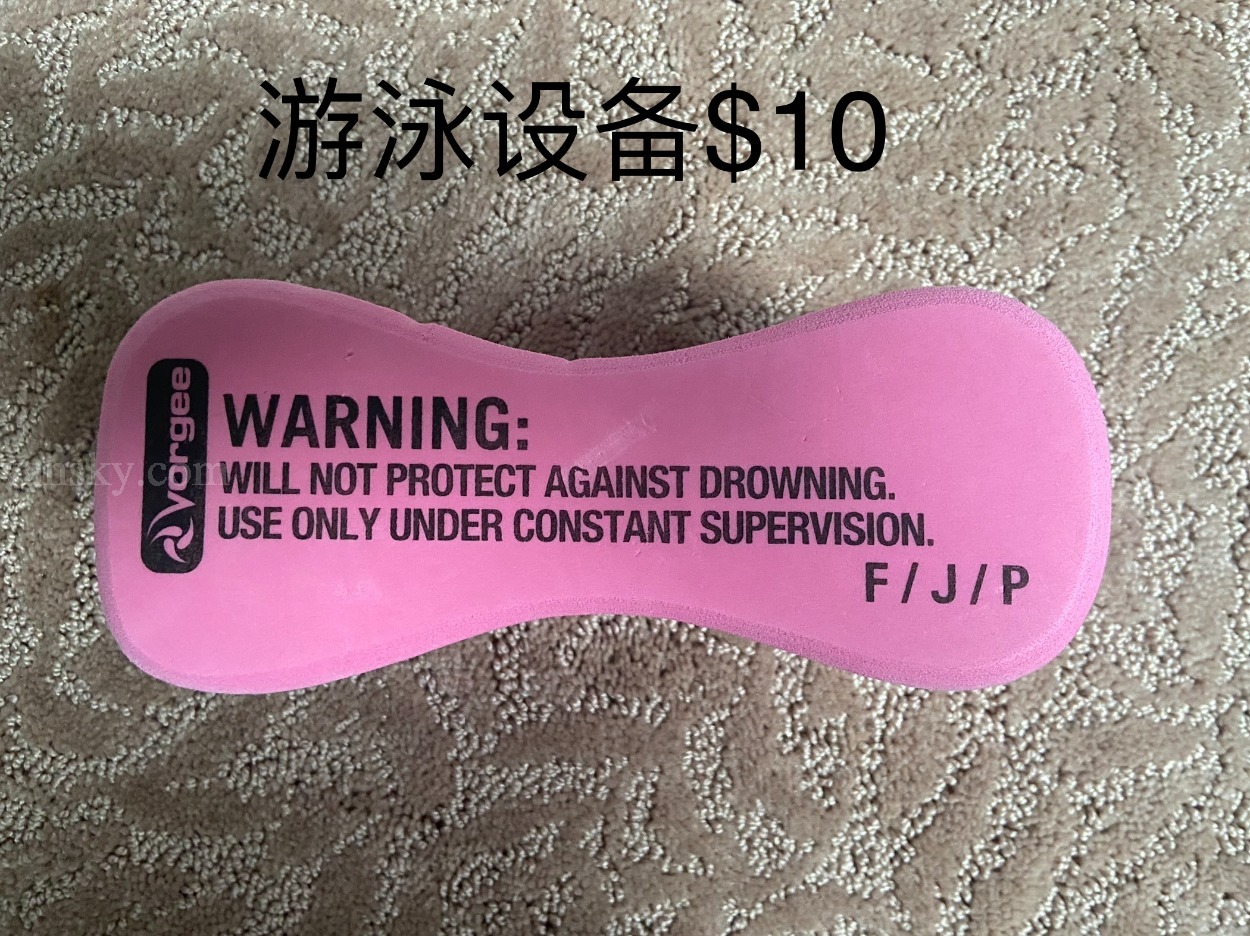 游泳设备$10
vorgee
WARNING:
WILL NOT PROTECT AGAINST DROWNING.
USE ONLY UNDER CONSTANT SUPERVISION.
F / J / P